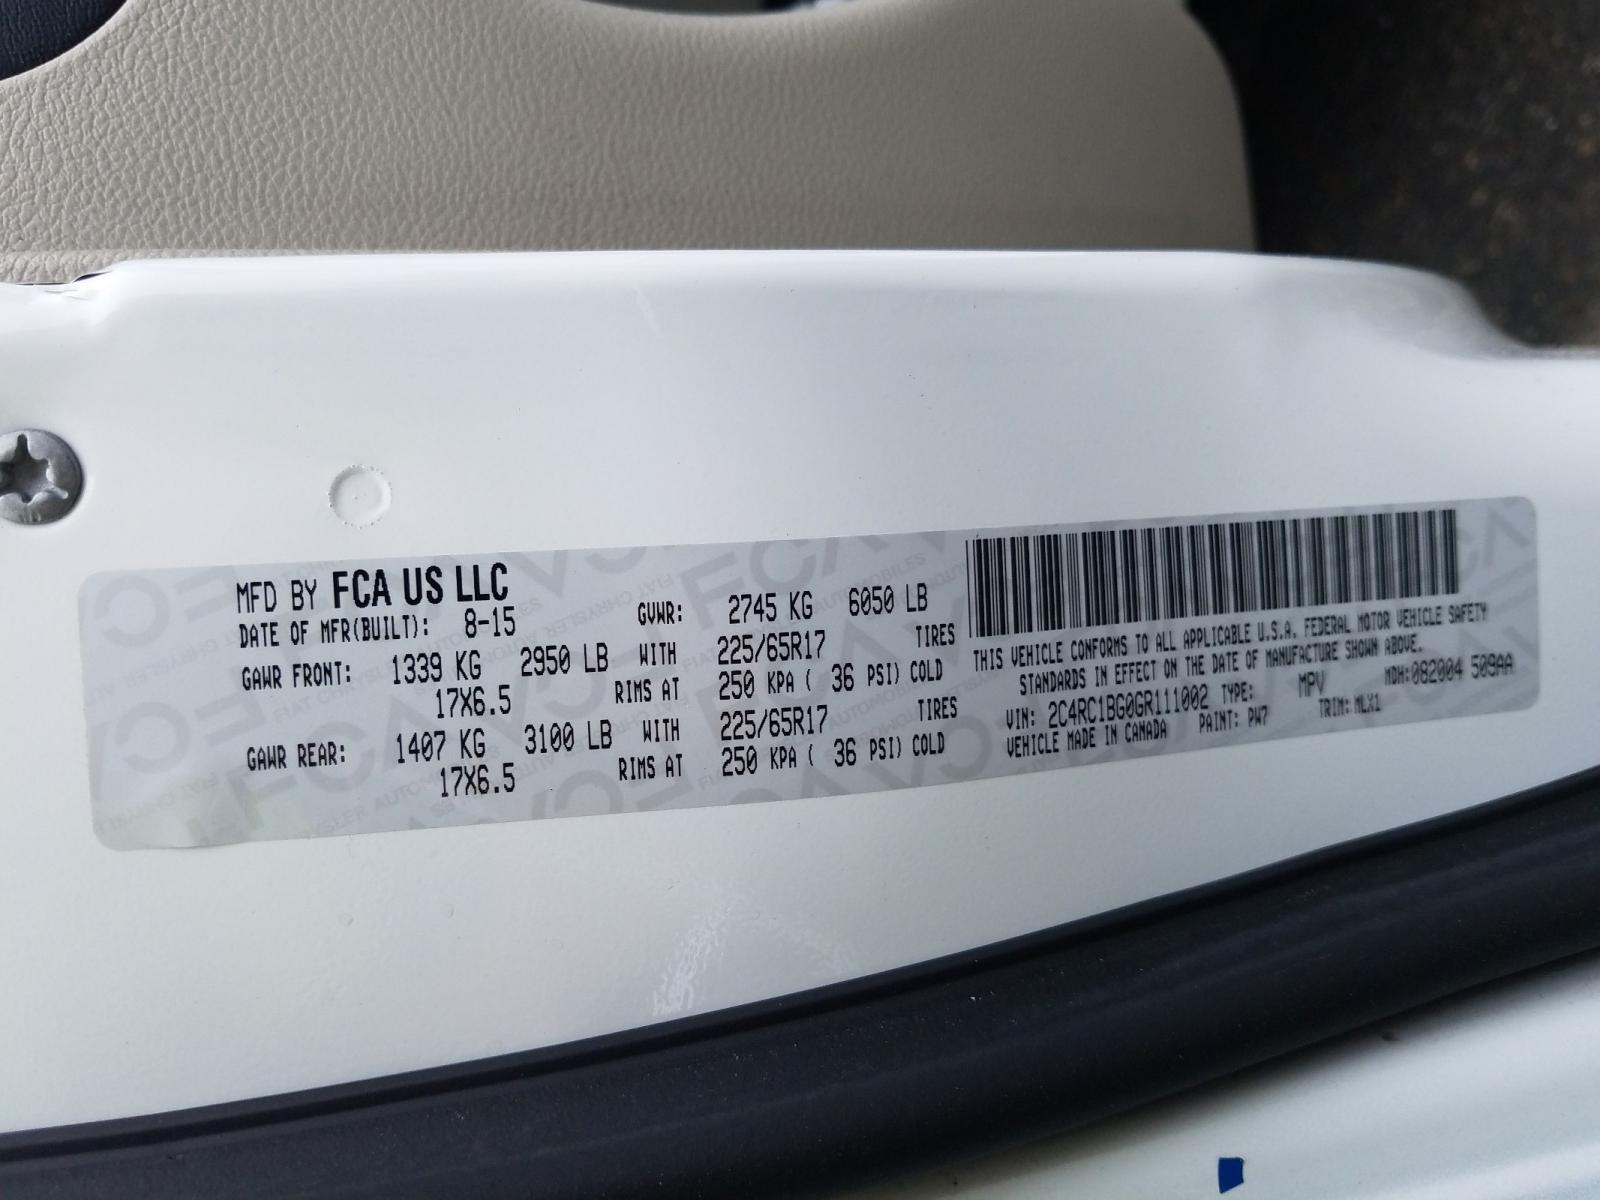 MFD BY FCA US LLC
DATE OF MFR(BUILT): 8-15 GVWR: 2745 KG 6050 LB
GAWR FRONT: 1339 KG 2950 LB WITH 225/65R17 TIRES
17X6.5 RIMS AT 250 KPA ( 36 PSI) COLD
GAWR REAR: 1407 KG 3100 LB WITH 225/65R17 TIRES
17X6.5 RIMS AT 250 KPA ( 36 PSI) COLD
THIS VEHICLE CONFORMS TO ALL APPLICABLE U.S.A. FEDERAL MOTOR VEHICLE SAFETY
STANDARDS IN EFFECT ON THE DATE OF MANUFACTURE SHOWN ABOVE.
VIN: 2C4RC1BG0GR111002 TYPE: MPV MDH:082004 509AA
VEHICLE MADE IN CANADA PAINT: PW7 TRIM: MLX1